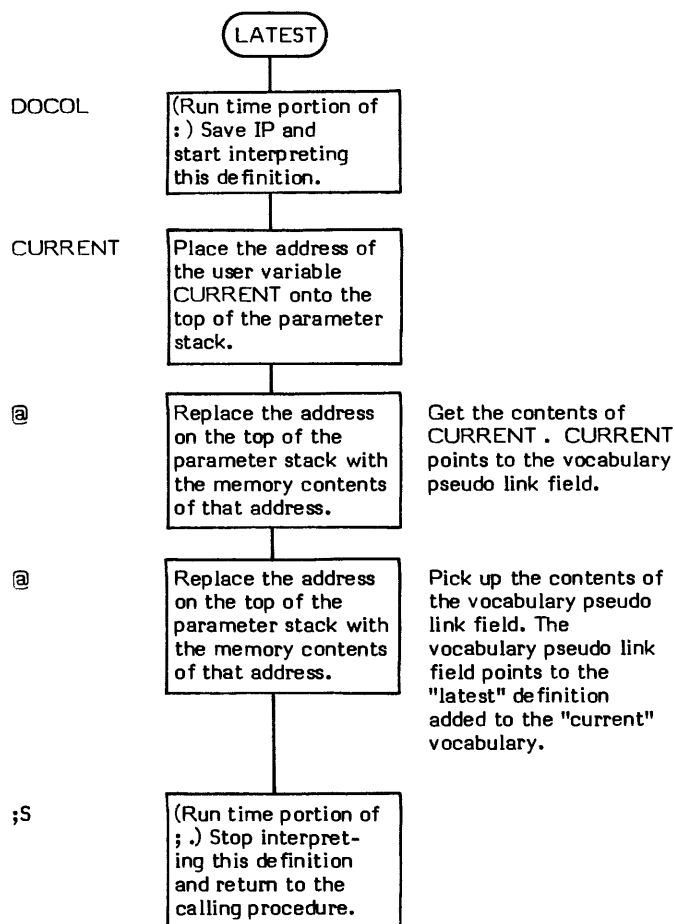 LATEST
DOCOL
(Run time portion of
: ) Save IP and
start interpreting
this definition.
CURRENT
Place the address of
the user variable
CURRENT onto the
top of the parameter
stack.
@
Replace the address
on the top of the
parameter stack with
the memory contents
of that address.
Get the contents of
CURRENT . CURRENT
points to the vocabulary
pseudo link field.
@
Replace the address
on the top of the
parameter stack with
the memory contents
of that address.
Pick up the contents of
the vocabulary pseudo
link field. The
vocabulary pseudo link
field points to the
"latest" definition
added to the "current"
vocabulary.
;S
(Run time portion of
; .) Stop interpret-
ing this definition
and return to the
calling procedure.